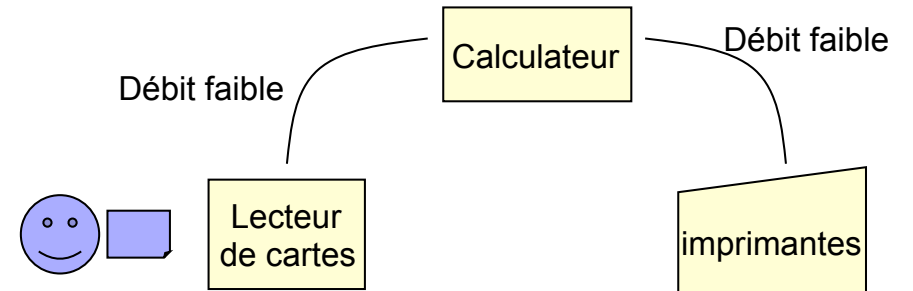 Calculateur
Débit faible
Débit faible
Lecteur
de cartes
imprimantes